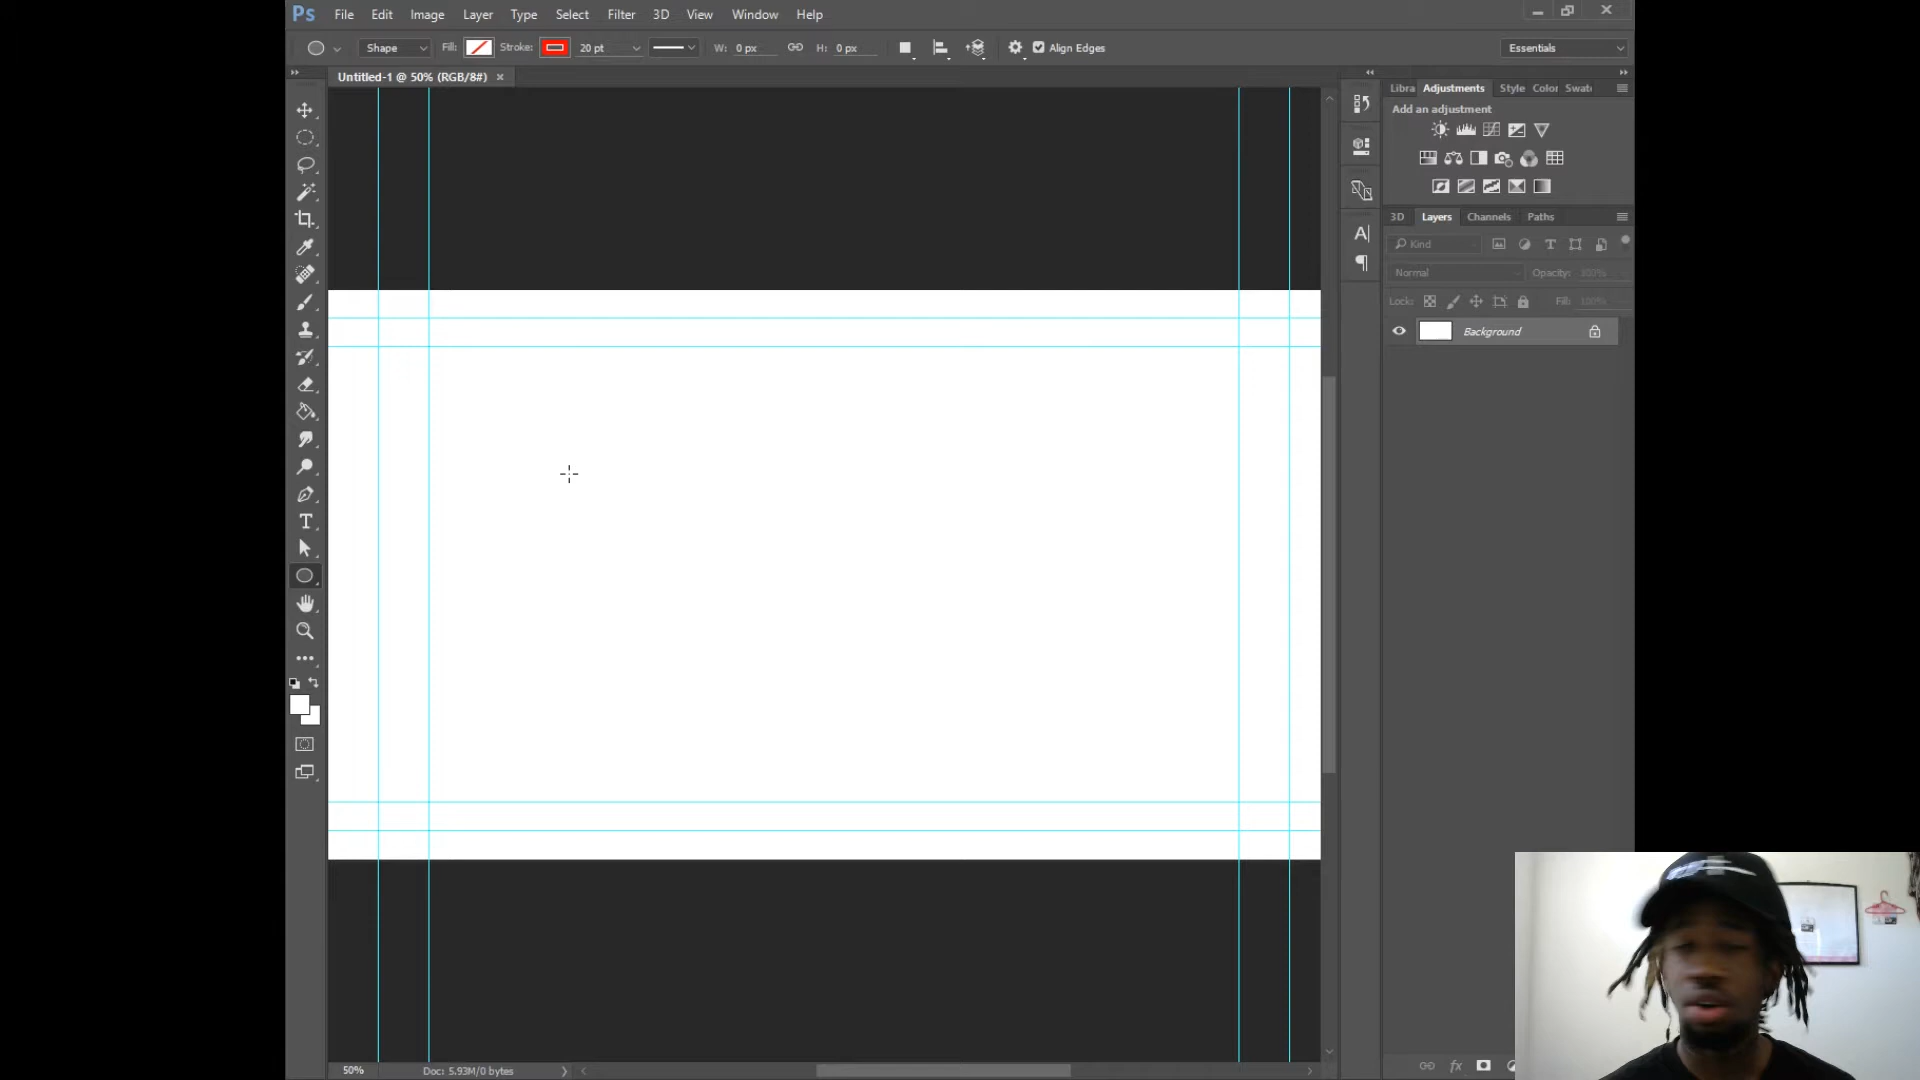 Ps File Edit Image Layer Type Select Filter 3D View Window Help
Shape Fill: Stroke: 20 pt W: 0 px H: 0 px Align Edges Essentials
Untitled-1 @ 50% (RGB/8#) ×
Libra Adjustments Style Color Swat
Add an adjustment
3D Layers Channels Paths
Kind
Normal Opacity: 100%
Lock: Fill: 100%
Background
50% Doc: 5.93M/0 bytes